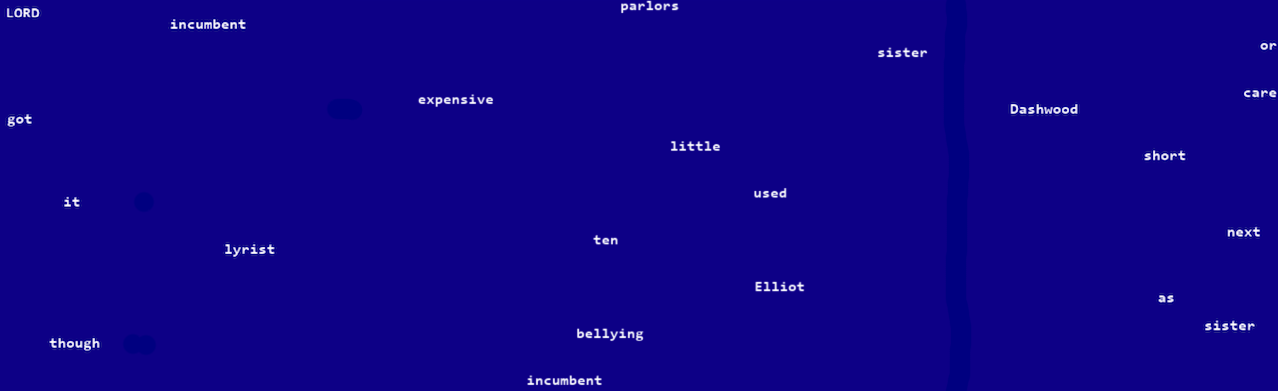 parlors
LORD
incumbent
or
sister
care
expensive
Dashwood
got
little
short
used
it
next
ten
lyrist
Elliot
as
sister
bellying
though
incumbent